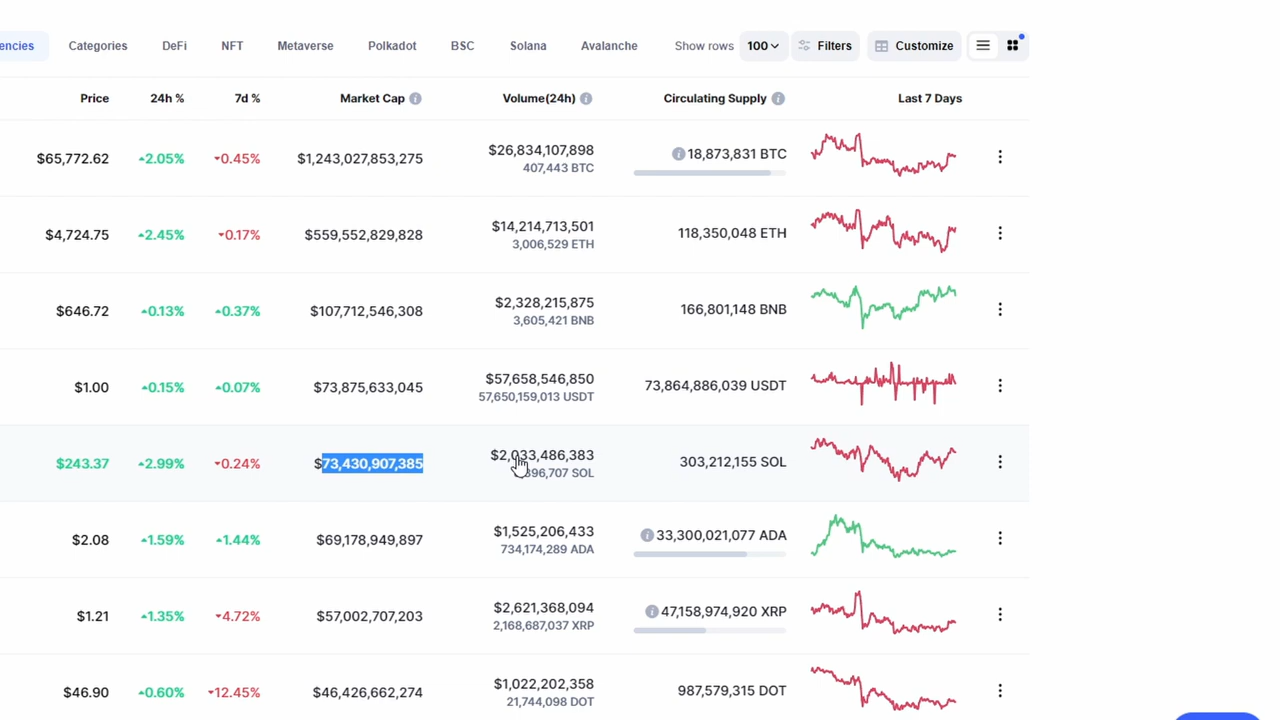 encies Categories DeFi NFT Metaverse Polkadot BSC Solana Avalanche Show rows 100 Filters Customize
Price 24h % 7d % Market Cap Volume(24h) Circulating Supply Last 7 Days
$65,772.62 2.05% 0.45% $1,243,027,853,275 $26,834,107,898 18,873,831 BTC
407,443 BTC
$4,724.75 2.45% 0.17% $559,552,829,828 $14,214,713,501 118,350,048 ETH
3,006,529 ETH
$646.72 0.13% 0.37% $107,712,546,308 $2,328,215,875 166,801,148 BNB
3,605,421 BNB
$1.00 0.15% 0.07% $73,875,633,045 $57,658,546,850 73,864,886,039 USDT
57,650,159,013 USDT
$243.37 2.99% 0.24% $73,430,907,385 $2,033,486,383 303,212,155 SOL
396,707 SOL
$2.08 1.59% 1.44% $69,178,949,897 $1,525,206,433 33,300,021,077 ADA
734,174,289 ADA
$1.21 1.35% 4.72% $57,002,707,203 $2,621,368,094 47,158,974,920 XRP
2,168,687,037 XRP
$46.90 0.60% 12.45% $46,426,662,274 $1,022,202,358 987,579,315 DOT
21,744,098 DOT